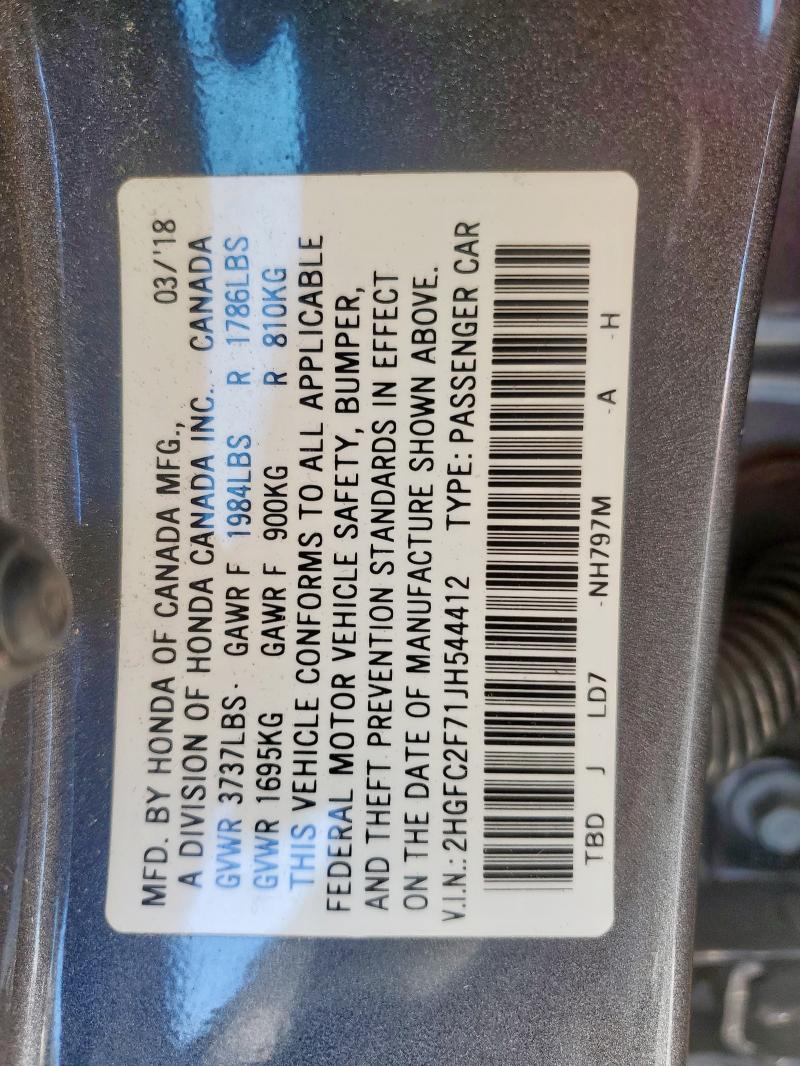 MFD. BY HONDA OF CANADA MFG., 03/'18
A DIVISION OF HONDA CANADA INC.. CANADA
GVWR 3737LBS. GAWR F 1984LBS R 1786LBS
GVWR 1695KG GAWR F 900KG R 810KG
THIS VEHICLE CONFORMS TO ALL APPLICABLE
FEDERAL MOTOR VEHICLE SAFETY, BUMPER,
AND THEFT PREVENTION STANDARDS IN EFFECT
ON THE DATE OF MANUFACTURE SHOWN ABOVE.
V.I.N.: 2HGFC2F71JH544412 TYPE: PASSENGER CAR
TBD J LD7 -NH797M -A -H